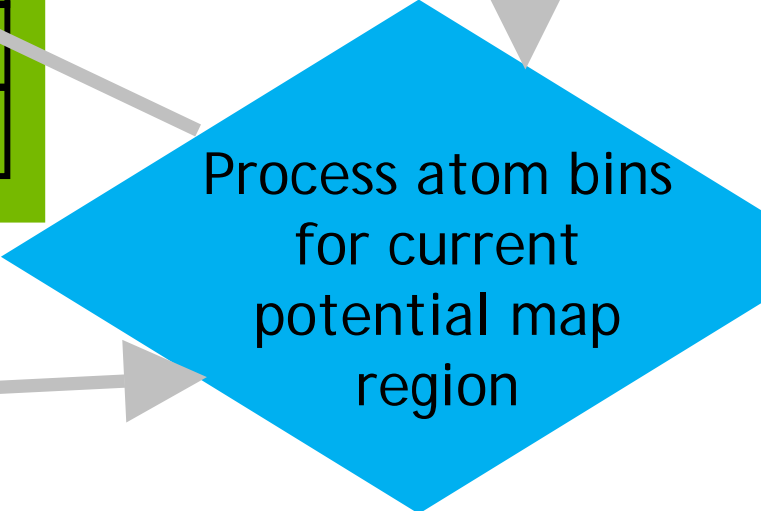 Process atom bins
for current
potential map
region